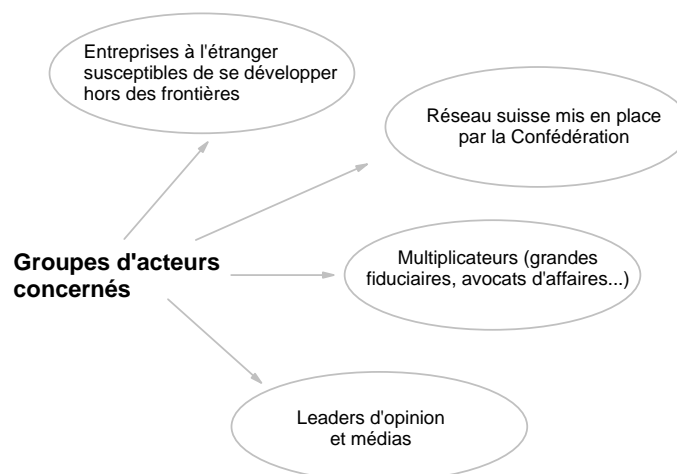 Entreprises à l'étranger
susceptibles de se développer
hors des frontières
Réseau suisse mis en place
par la Confédération
Groupes d'acteurs
concernés
Multiplicateurs (grandes
fiduciaires, avocats d'affaires...)
Leaders d'opinion
et médias